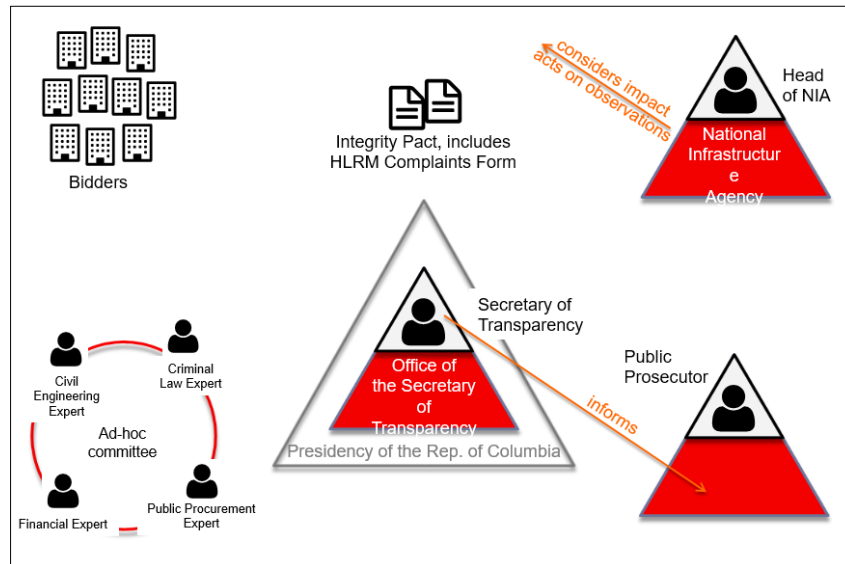 Bidders
Integrity Pact, includes
HLRM Complaints Form
considers impact
acts on observations
Head
of NIA
National
Infrastructur
e
Agency
Secretary of
Transparency
Office of
the Secretary
of
Transparency
Presidency of the Rep. of Columbia
informs
Public
Prosecutor
Civil
Engineering
Expert
Criminal
Law Expert
Ad-hoc
committee
Financial Expert
Public Procurement
Expert